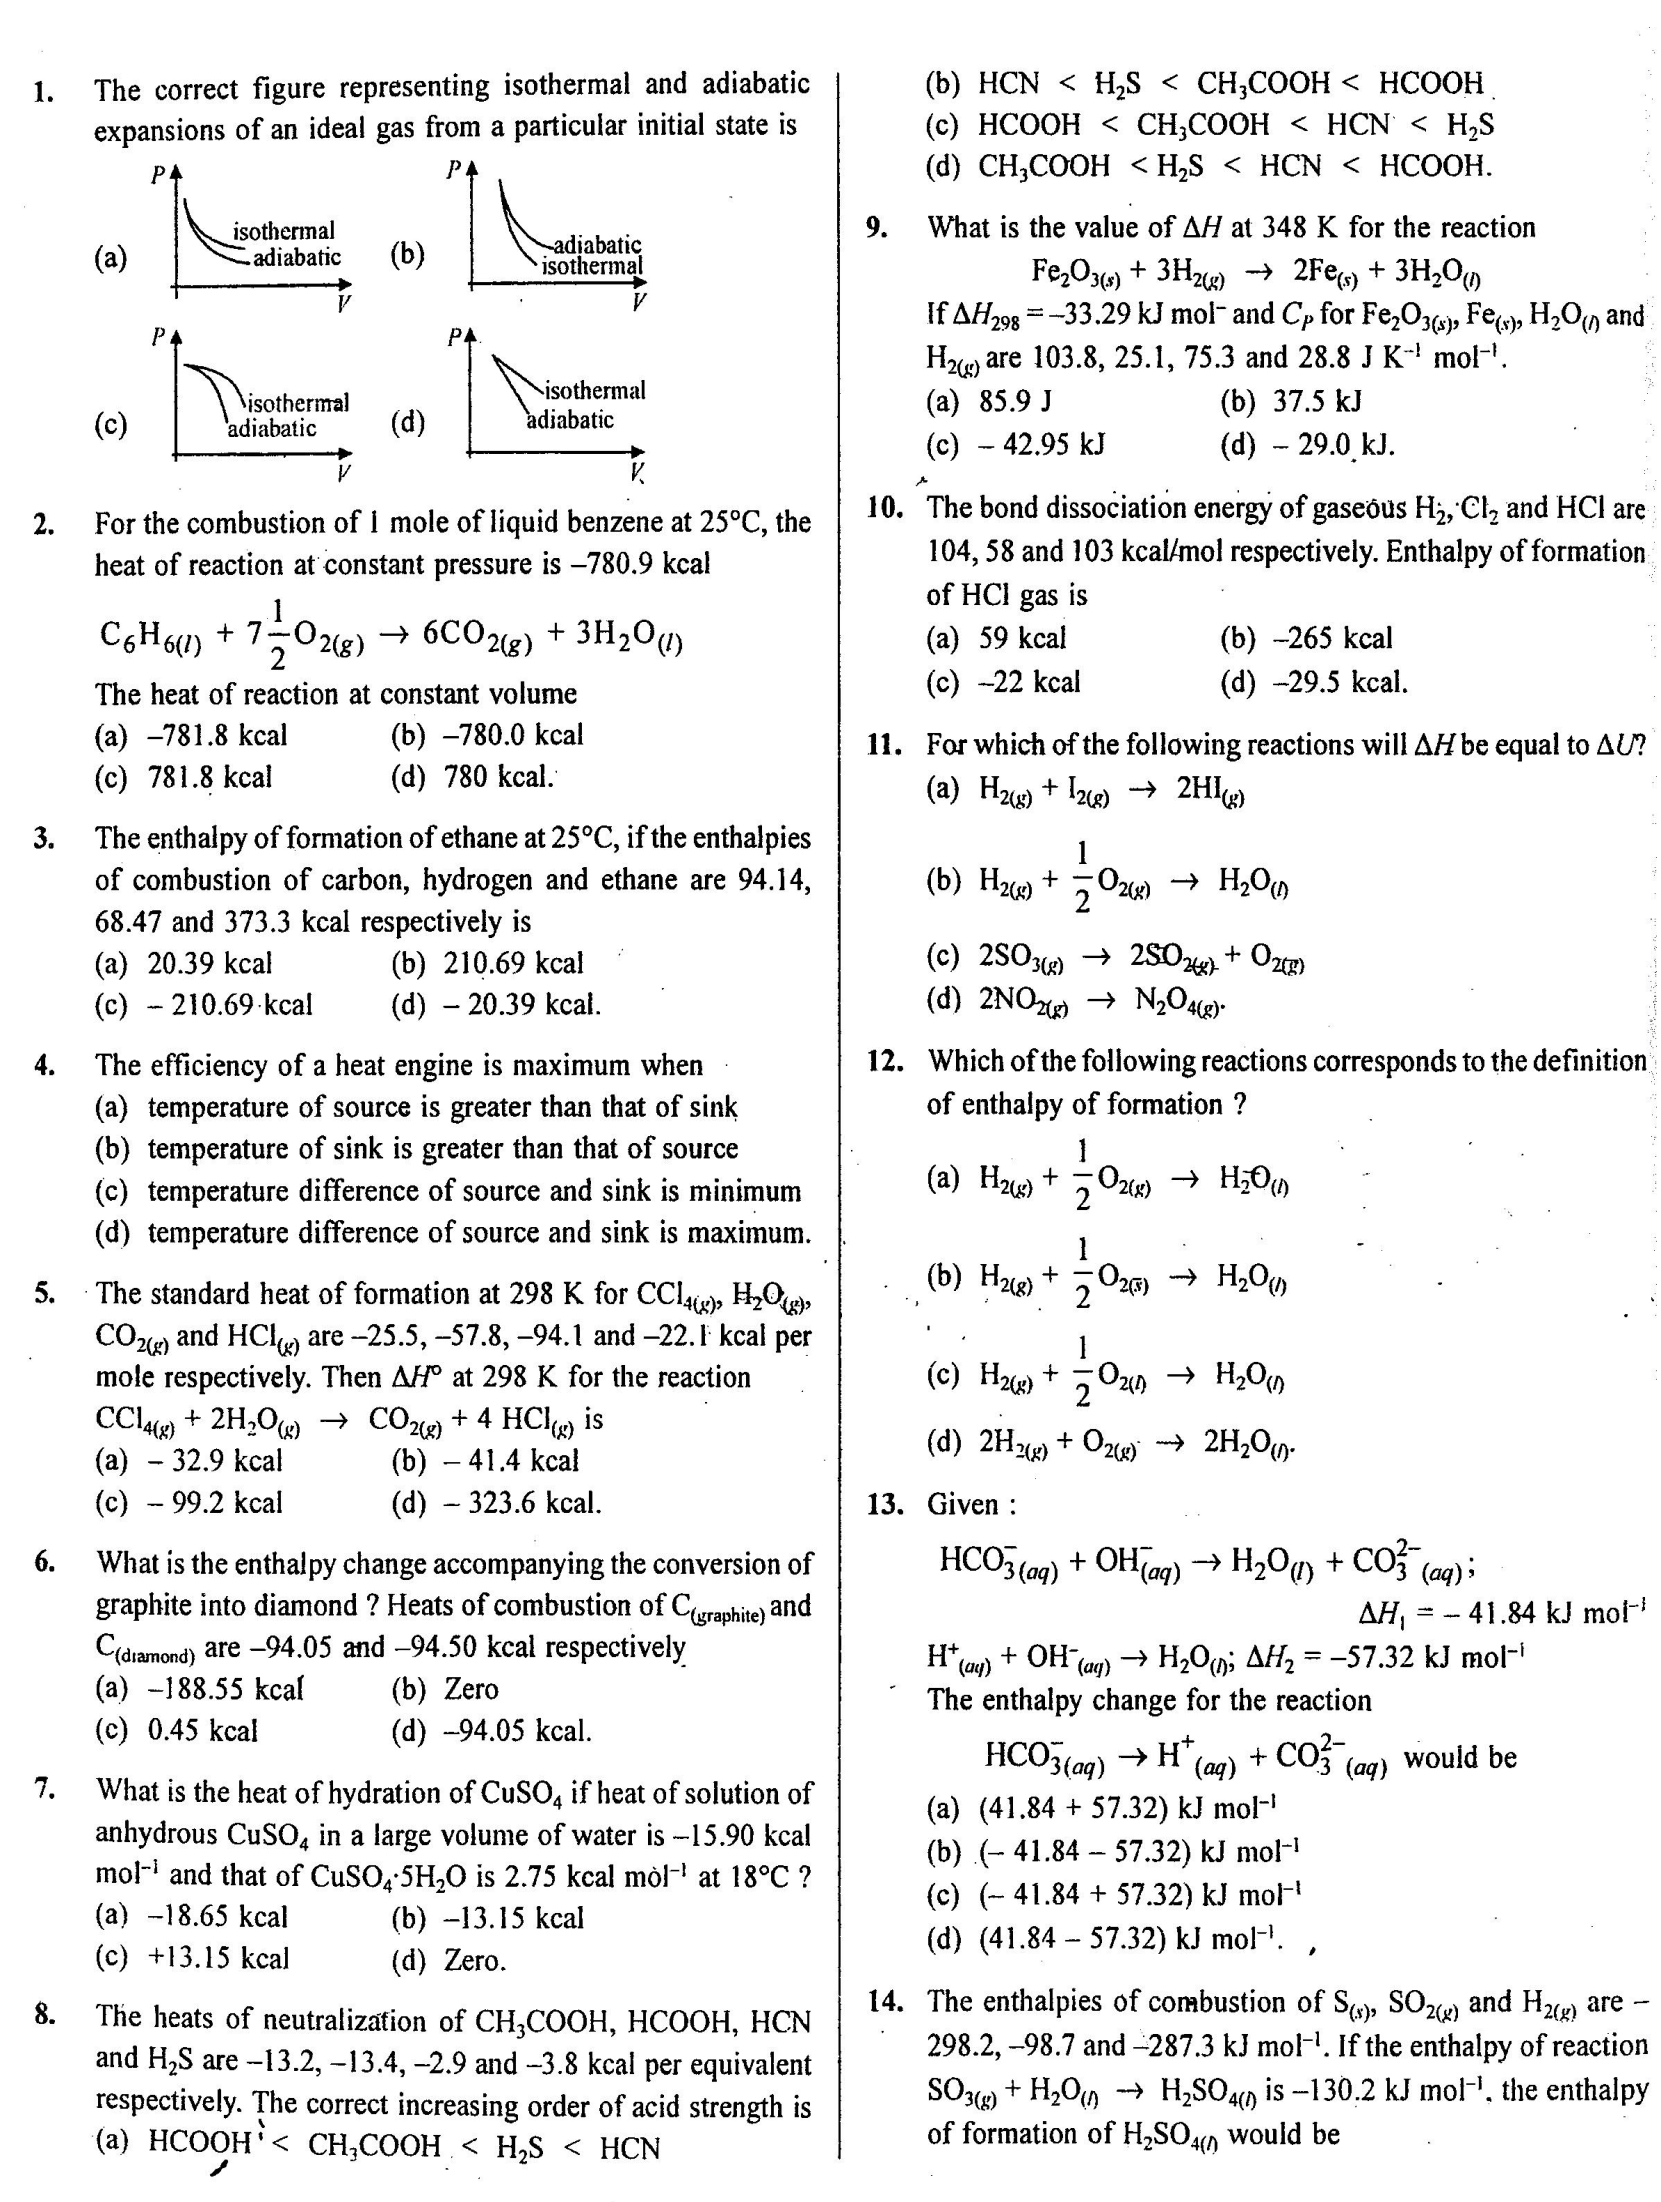 1. The correct figure representing isothermal and adiabatic
expansions of an ideal gas from a particular initial state is
(a) P isothermal adiabatic V
(b) P adiabatic isothermal V
(c) P isothermal adiabatic V
(d) P isothermal adiabatic V
2. For the combustion of 1 mole of liquid benzene at 25°C, the
heat of reaction at constant pressure is –780.9 kcal
C₆H₆(l) + 7 1/2 O₂(g) → 6CO₂(g) + 3H₂O(l)
The heat of reaction at constant volume
(a) –781.8 kcal (b) –780.0 kcal
(c) 781.8 kcal (d) 780 kcal.
3. The enthalpy of formation of ethane at 25°C, if the enthalpies
of combustion of carbon, hydrogen and ethane are 94.14,
68.47 and 373.3 kcal respectively is
(a) 20.39 kcal (b) 210.69 kcal
(c) – 210.69 kcal (d) – 20.39 kcal.
4. The efficiency of a heat engine is maximum when
(a) temperature of source is greater than that of sink
(b) temperature of sink is greater than that of source
(c) temperature difference of source and sink is minimum
(d) temperature difference of source and sink is maximum.
5. The standard heat of formation at 298 K for CCl₄(g), H₂O(g),
CO₂(g) and HCl(g) are –25.5, –57.8, –94.1 and –22.1 kcal per
mole respectively. Then ΔH° at 298 K for the reaction
CCl₄(g) + 2H₂O(g) → CO₂(g) + 4 HCl(g) is
(a) – 32.9 kcal (b) – 41.4 kcal
(c) – 99.2 kcal (d) – 323.6 kcal.
6. What is the enthalpy change accompanying the conversion of
graphite into diamond ? Heats of combustion of C(graphite) and
C(diamond) are –94.05 and –94.50 kcal respectively
(a) –188.55 kcal (b) Zero
(c) 0.45 kcal (d) –94.05 kcal.
7. What is the heat of hydration of CuSO₄ if heat of solution of
anhydrous CuSO₄ in a large volume of water is –15.90 kcal
mol⁻¹ and that of CuSO₄·5H₂O is 2.75 kcal mol⁻¹ at 18°C ?
(a) –18.65 kcal (b) –13.15 kcal
(c) +13.15 kcal (d) Zero.
8. The heats of neutralization of CH₃COOH, HCOOH, HCN
and H₂S are –13.2, –13.4, –2.9 and –3.8 kcal per equivalent
respectively. The correct increasing order of acid strength is
(a) HCOOH < CH₃COOH < H₂S < HCN
(b) HCN < H₂S < CH₃COOH < HCOOH
(c) HCOOH < CH₃COOH < HCN < H₂S
(d) CH₃COOH < H₂S < HCN < HCOOH.
9. What is the value of ΔH at 348 K for the reaction
Fe₂O₃(s) + 3H₂(g) → 2Fe(s) + 3H₂O(l)
If ΔH₂₉₈ = –33.29 kJ mol⁻ and Cₚ for Fe₂O₃(s), Fe(s), H₂O(l) and
H₂(g) are 103.8, 25.1, 75.3 and 28.8 J K⁻¹ mol⁻¹.
(a) 85.9 J (b) 37.5 kJ
(c) – 42.95 kJ (d) – 29.0 kJ.
10. The bond dissociation energy of gaseous H₂, Cl₂ and HCl are
104, 58 and 103 kcal/mol respectively. Enthalpy of formation
of HCl gas is
(a) 59 kcal (b) –265 kcal
(c) –22 kcal (d) –29.5 kcal.
11. For which of the following reactions will ΔH be equal to ΔU?
(a) H₂(g) + I₂(g) → 2HI(g)
(b) H₂(g) + 1/2 O₂(g) → H₂O(l)
(c) 2SO₃(g) → 2SO₂(g) + O₂(g)
(d) 2NO₂(g) → N₂O₄(g).
12. Which of the following reactions corresponds to the definition
of enthalpy of formation ?
(a) H₂(g) + 1/2 O₂(g) → H₂O(l)
(b) H₂(g) + 1/2 O₂(s) → H₂O(l)
(c) H₂(g) + 1/2 O₂(l) → H₂O(l)
(d) 2H₂(g) + O₂(g) → 2H₂O(l).
13. Given :
HCO₃⁻(aq) + OH⁻(aq) → H₂O(l) + CO₃²⁻(aq) ;
ΔH₁ = – 41.84 kJ mol⁻¹
H⁺(aq) + OH⁻(aq) → H₂O(l); ΔH₂ = –57.32 kJ mol⁻¹
The enthalpy change for the reaction
HCO₃⁻(aq) → H⁺(aq) + CO₃²⁻(aq) would be
(a) (41.84 + 57.32) kJ mol⁻¹
(b) (– 41.84 – 57.32) kJ mol⁻¹
(c) (– 41.84 + 57.32) kJ mol⁻¹
(d) (41.84 – 57.32) kJ mol⁻¹.
14. The enthalpies of combustion of S(s), SO₂(g) and H₂(g) are –
298.2, –98.7 and –287.3 kJ mol⁻¹. If the enthalpy of reaction
SO₃(g) + H₂O(l) → H₂SO₄(l) is –130.2 kJ mol⁻¹, the enthalpy
of formation of H₂SO₄(l) would be